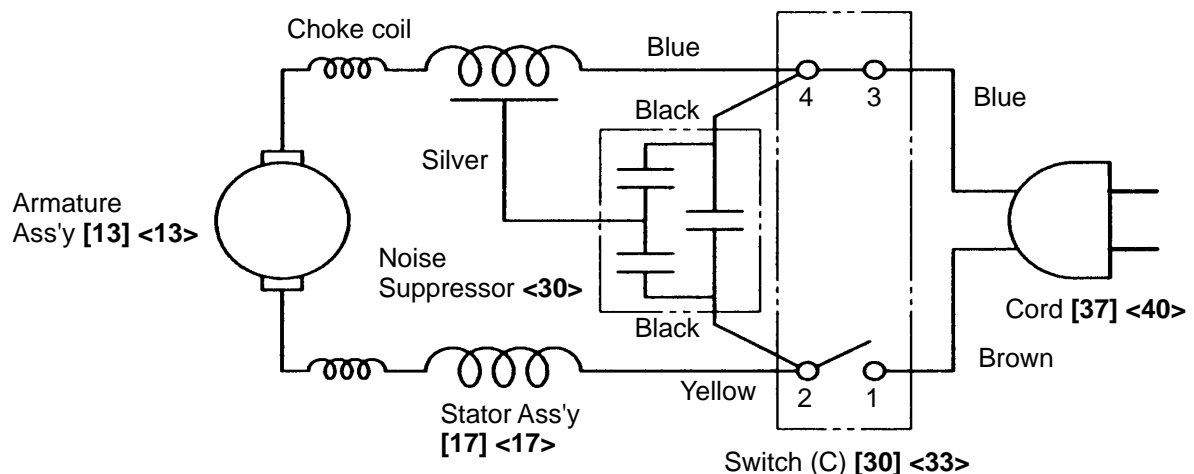 Choke coil
Blue
4
3
Black
Blue
Silver
Armature
Ass'y [13] <13>
Noise
Suppressor <30>
Cord [37] <40>
Black
Brown
Yellow
2
1
Stator Ass'y
[17] <17>
Switch (C) [30] <33>